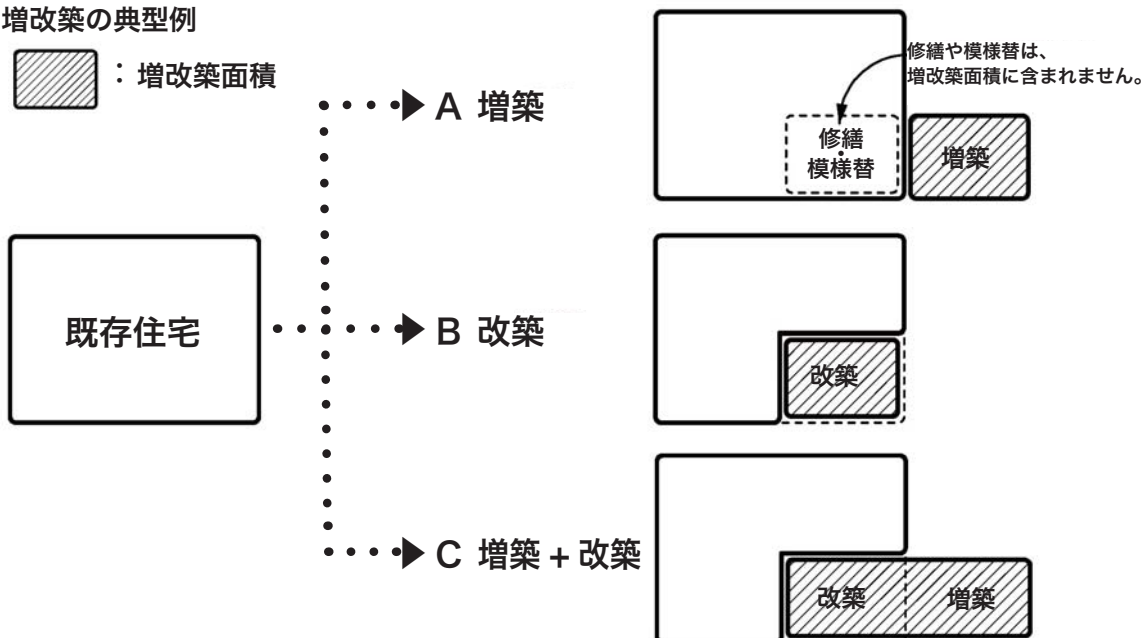 増改築の典型例
：増改築面積
A 増築
修繕や模様替は、
増改築面積に含まれません。
修繕
・
模様替
増築
既存住宅
B 改築
改築
C 増築 + 改築
改築
増築